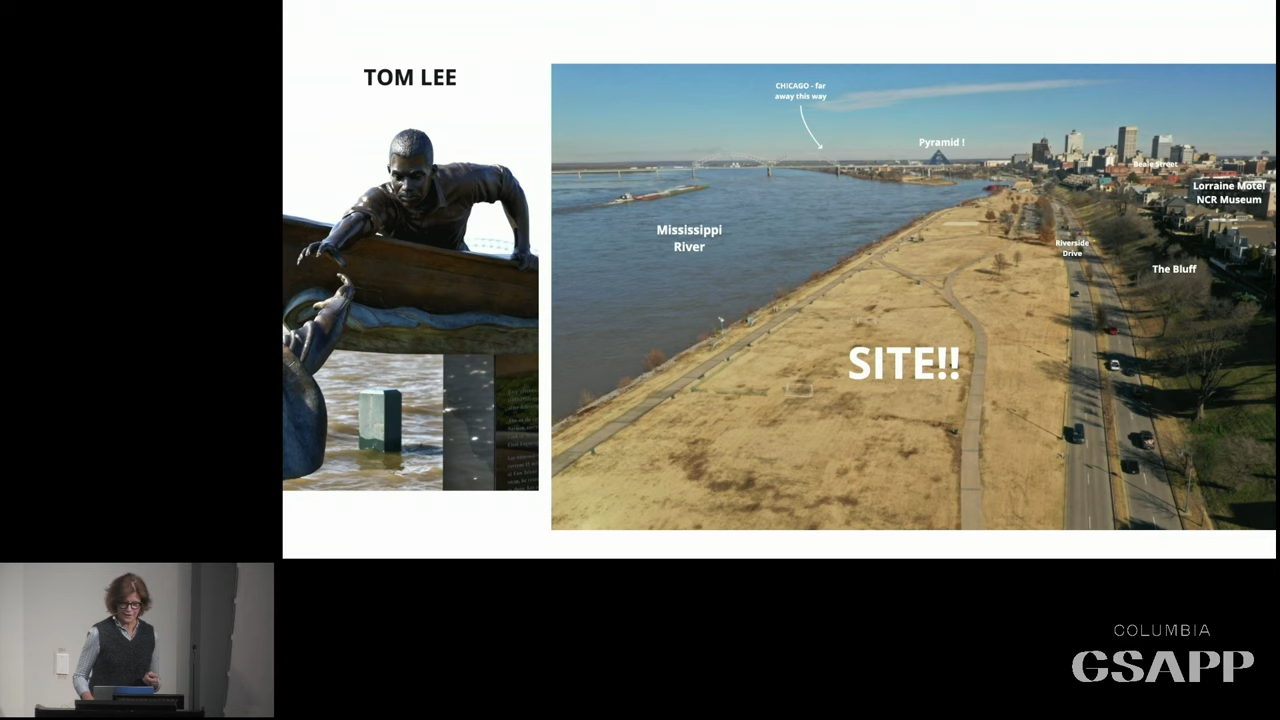 TOM LEE
CHICAGO - far
away this way
Pyramid !
Beale Street
Lorraine Motel
NCR Museum
Mississippi
River
Riverside
Drive
The Bluff
SITE!!
COLUMBIA
GSAPP